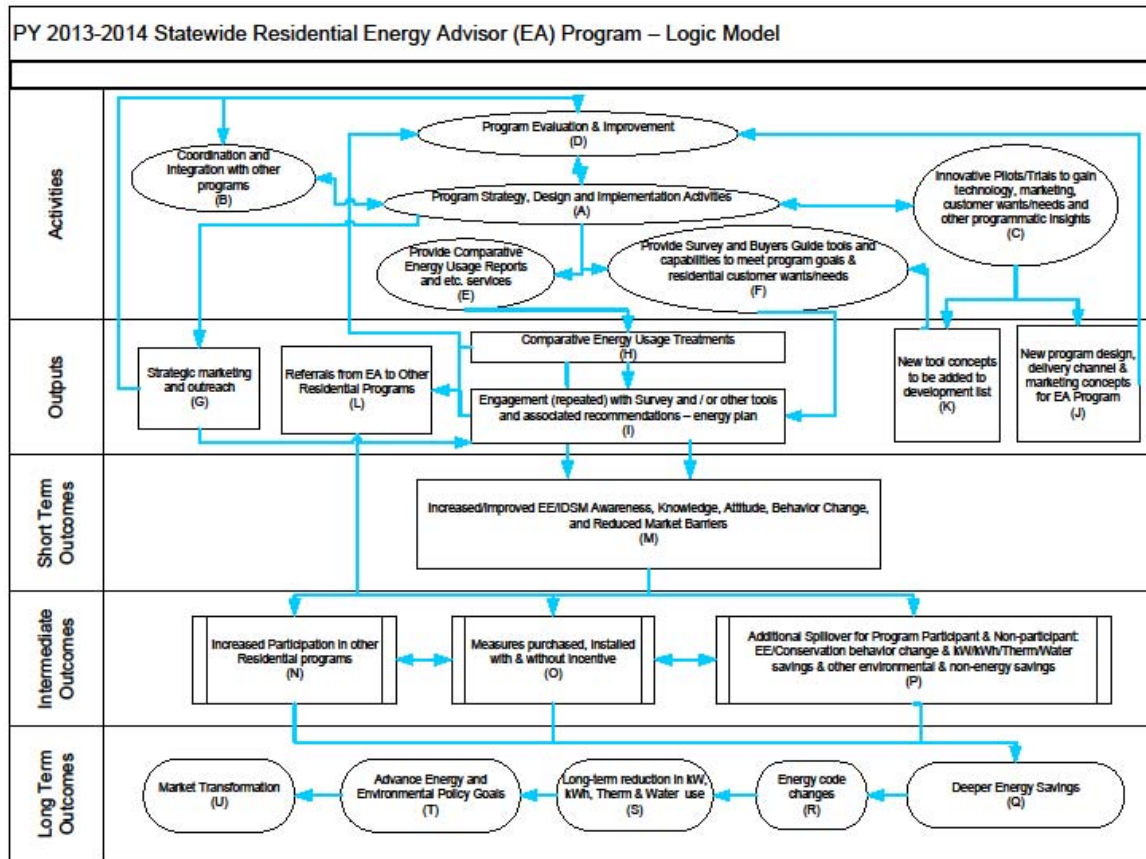 PY 2013-2014 Statewide Residential Energy Advisor (EA) Program – Logic Model
Activities
Program Evaluation & Improvement
(D)
Coordination and
Integration with other
programs
(B)
Program Strategy, Design and Implementation Activities
(A)
Innovative Pilots/Trials to gain
technology, marketing,
customer wants/needs and
other programmatic insights
(C)
Provide Comparative
Energy Usage Reports
and etc. services
(E)
Provide Survey and Buyers Guide tools and
capabilities to meet program goals &
residential customer wants/needs
(F)
Outputs
Strategic marketing
and outreach
(G)
Referrals from EA to Other
Residential Programs
(L)
Comparative Energy Usage Treatments
(H)
Engagement (repeated) with Survey and / or other tools
and associated recommendations – energy plan
(I)
New tool concepts
to be added to
development list
(K)
New program design,
delivery channel &
marketing concepts
for EA Program
(J)
Short Term
Outcomes
Increased/Improved EE/IDSM Awareness, Knowledge, Attitude, Behavior Change,
and Reduced Market Barriers
(M)
Intermediate
Outcomes
Increased Participation in other
Residential programs
(N)
Measures purchased, installed
with & without incentive
(O)
Additional Spillover for Program Participant & Non-participant:
EE/Conservation behavior change & kW/kWh/Therm/Water
savings & other environmental & non-energy savings
(P)
Long Term
Outcomes
Market Transformation
(U)
Advance Energy and
Environmental Policy Goals
(T)
Long-term reduction in kW,
kWh, Therm & Water use
(S)
Energy code
changes
(R)
Deeper Energy Savings
(Q)